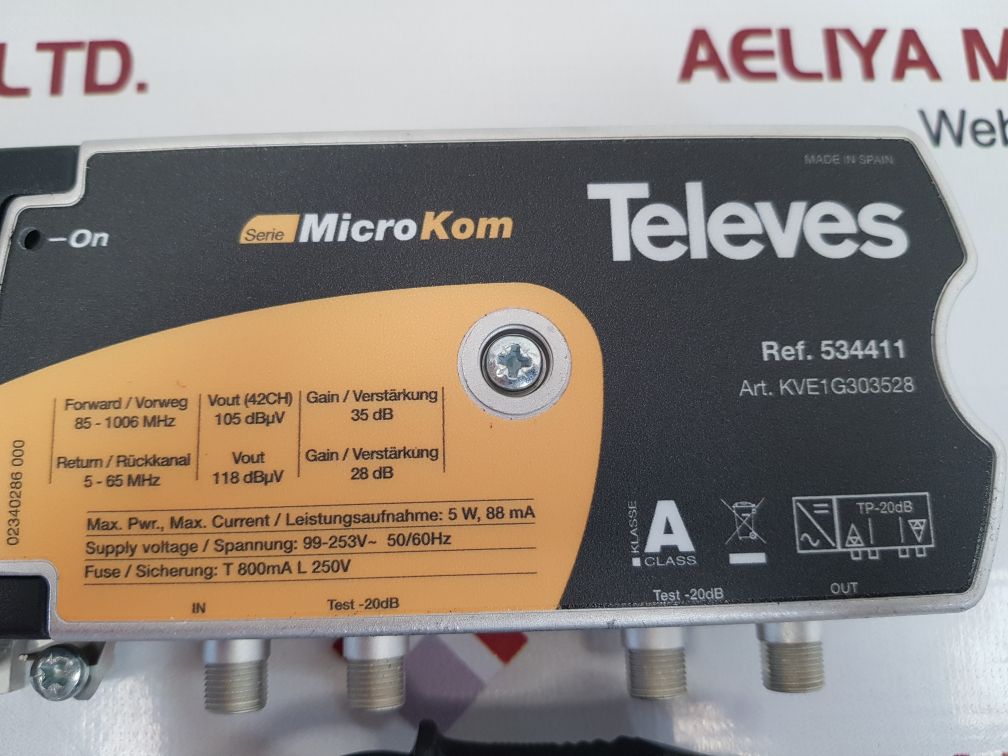 LTD.
AELIYA M
Web
MADE IN SPAIN
On
Serie MicroKom
Televes
Ref. 534411
Art. KVE1G303528
Forward / Vorweg
85 - 1006 MHz
Vout (42CH)
105 dBµV
Gain / Verstärkung
35 dB
Return / Rückkanal
5 - 65 MHz
Vout
118 dBµV
Gain / Verstärkung
28 dB
02340286 000
Max. Pwr., Max. Current / Leistungsaufnahme: 5 W, 88 mA
Supply voltage / Spannung: 99-253V~ 50/60Hz
Fuse / Sicherung: T 800mA L 250V
KLASSE
A
CLASS
TP-20dB
IN
Test -20dB
Test -20dB
OUT